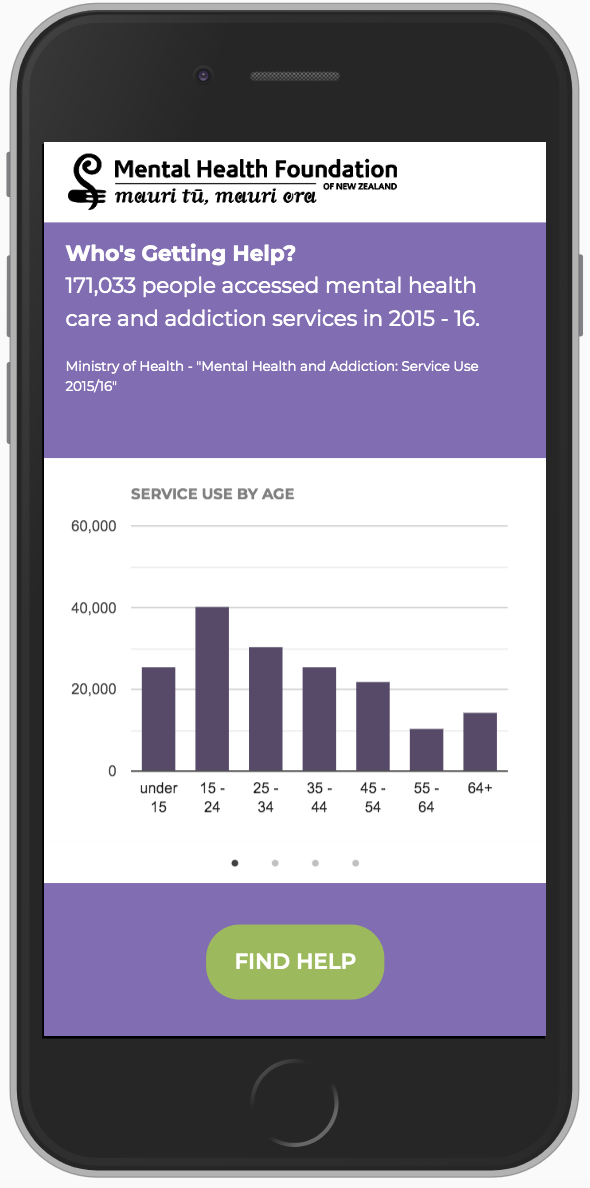 Mental Health Foundation
OF NEW ZEALAND
mauri tū, mauri ora
Who's Getting Help?
171,033 people accessed mental health
care and addiction services in 2015 - 16.
Ministry of Health - "Mental Health and Addiction: Service Use
2015/16"
SERVICE USE BY AGE
60,000
40,000
20,000
0
under
15
15 -
24
25 -
34
35 -
44
45 -
54
55 -
64
64+
FIND HELP